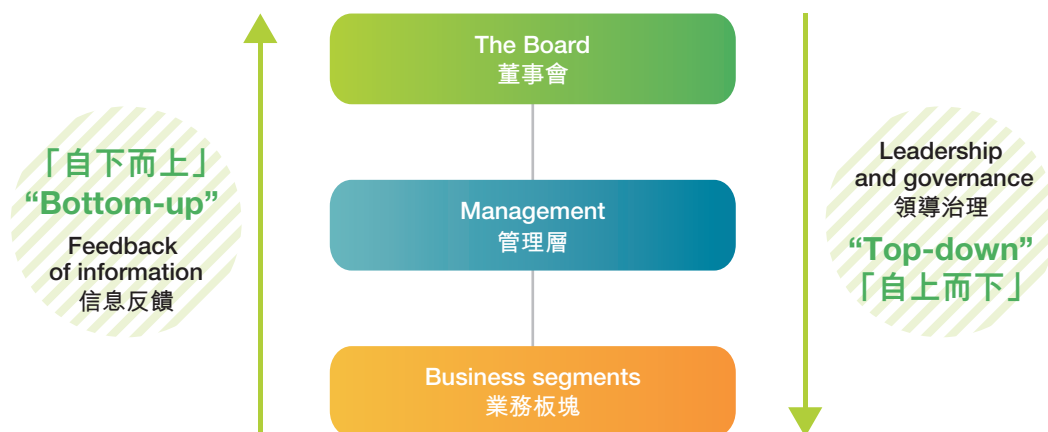 The Board
董事會
「自下而上」
“Bottom-up”
Feedback
of information
信息反饋
Management
管理層
Leadership
and governance
領導治理
“Top-down”
「自上而下」
Business segments
業務板塊